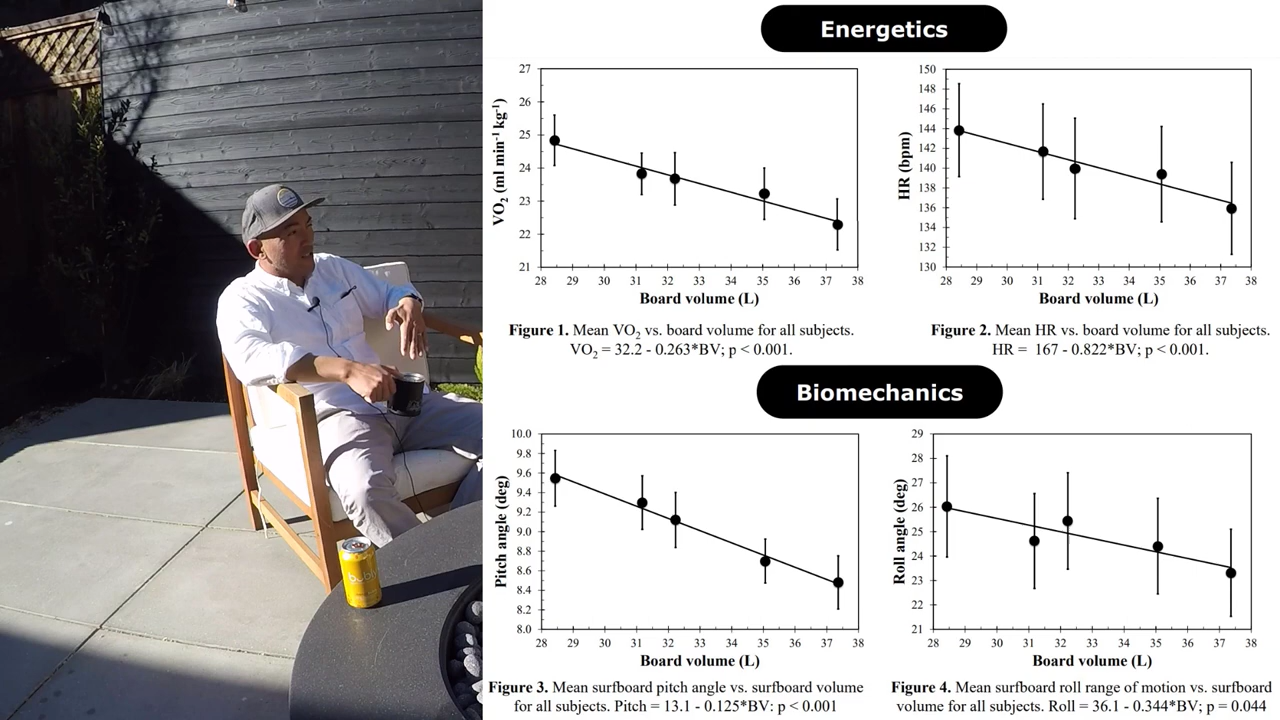 Energetics
27
26
25
24
23
22
21
VO2 (ml min-1 kg-1)
28 29 30 31 32 33 34 35 36 37 38
Board volume (L)
Figure 1. Mean VO2 vs. board volume for all subjects.
VO2 = 32.2 - 0.263*BV; p < 0.001.
150
148
146
144
142
140
138
136
134
132
130
HR (bpm)
28 29 30 31 32 33 34 35 36 37 38
Board volume (L)
Figure 2. Mean HR vs. board volume for all subjects.
HR = 167 - 0.822*BV; p < 0.001.
Biomechanics
10.0
9.8
9.6
9.4
9.2
9.0
8.8
8.6
8.4
8.2
8.0
Pitch angle (deg)
28 29 30 31 32 33 34 35 36 37 38
Board volume (L)
Figure 3. Mean surfboard pitch angle vs. surfboard volume
for all subjects. Pitch = 13.1 - 0.125*BV: p < 0.001
29
28
27
26
25
24
23
22
21
Roll angle (deg)
28 29 30 31 32 33 34 35 36 37 38
Board volume (L)
Figure 4. Mean surfboard roll range of motion vs. surfboard
volume for all subjects. Roll = 36.1 - 0.344*BV; p = 0.044
bubly